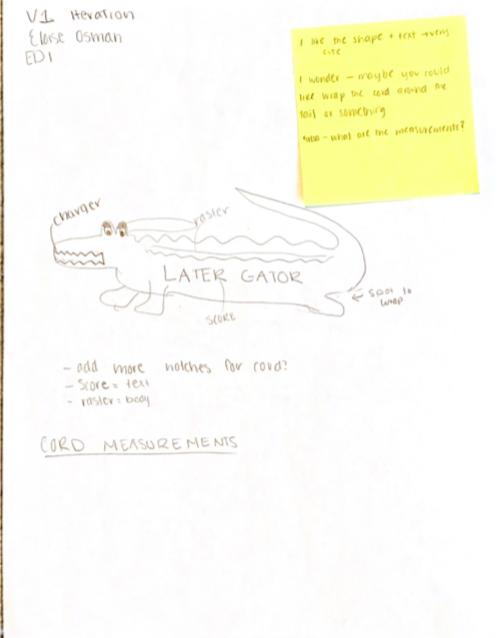 V1 Iteration
Eloise Osman
ED1
I like the shape + text → very
cute
I wonder - maybe you could
like wrap the cord around the
tail or something
also - what are the measurements?
charger
raster
LATER GATOR
SCORE
← spot to
wrap
- add more notches for cord?
- Score = text
- raster = body
CORD MEASUREMENTS